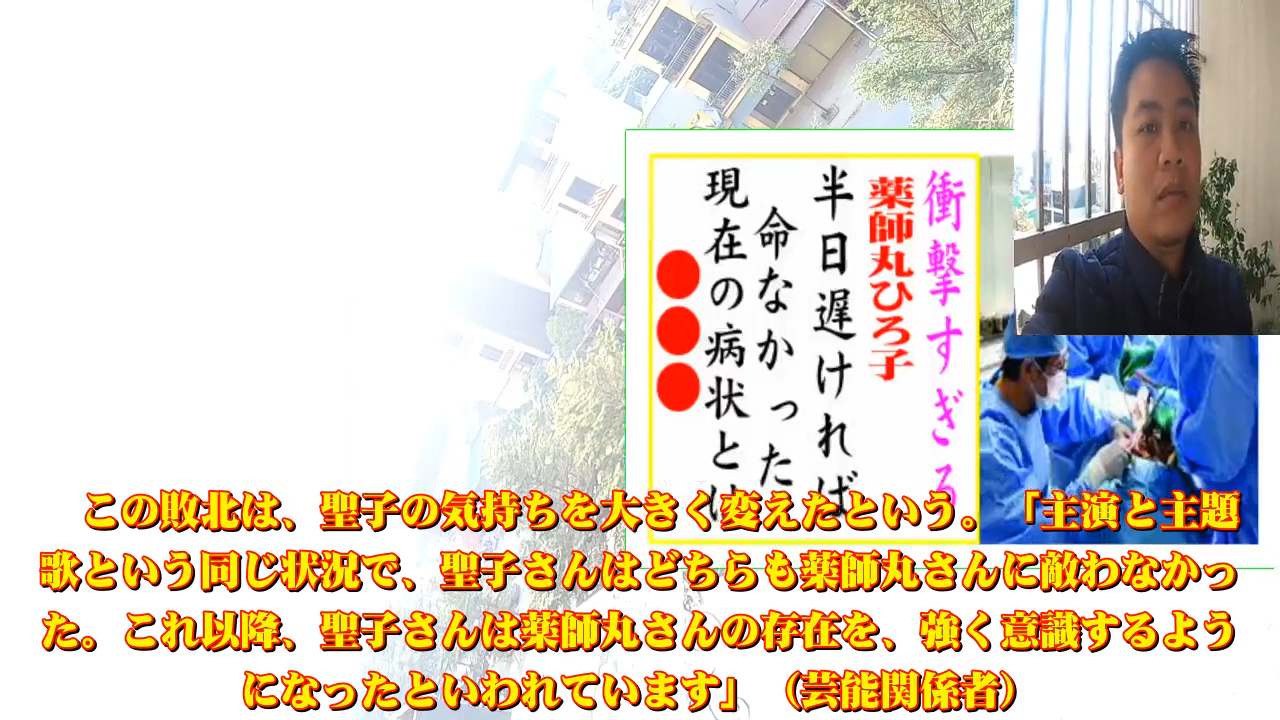 衝撃すぎる
薬師丸ひろ子
半日遅ければ
命なかった
現在の病状とは
この敗北は、聖子の気持ちを大きく変えたという。「主演と主題
歌という同じ状況で、聖子さんはどちらも薬師丸さんに敵わなかっ
た。これ以降、聖子さんは薬師丸さんの存在を、強く意識するよう
になったといわれています」（芸能関係者）